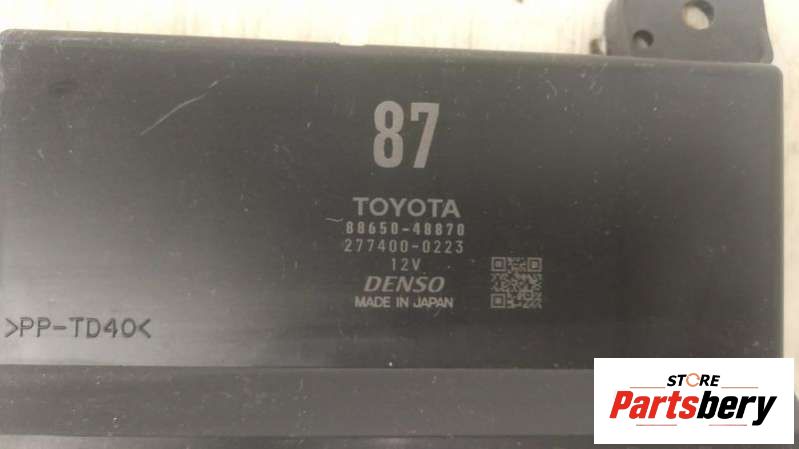 87
TOYOTA
88650-48870
277400-0223
12V
DENSO
MADE IN JAPAN
>PP-TD40<
STORE
Partsbery